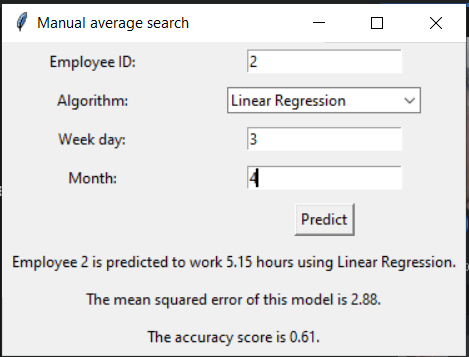 Manual average search
Employee ID: 2
Algorithm: Linear Regression
Week day: 3
Month: 4
Predict
Employee 2 is predicted to work 5.15 hours using Linear Regression.
The mean squared error of this model is 2.88.
The accuracy score is 0.61.